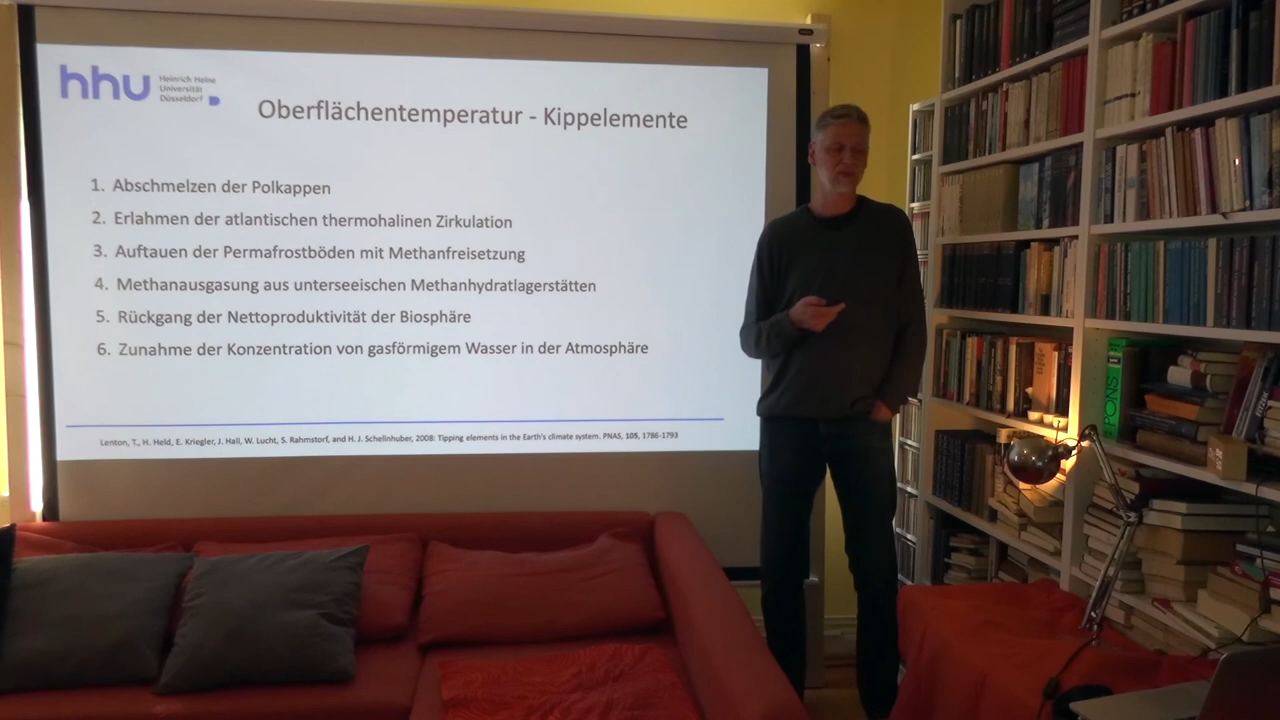 hhu Heinrich Heine
Universität
Düsseldorf
Oberflächentemperatur - Kippelemente
1. Abschmelzen der Polkappen
2. Erlahmen der atlantischen thermohalinen Zirkulation
3. Auftauen der Permafrostböden mit Methanfreisetzung
4. Methanausgasung aus unterseeischen Methanhydratlagerstätten
5. Rückgang der Nettoproduktivität der Biosphäre
6. Zunahme der Konzentration von gasförmigem Wasser in der Atmosphäre
Lenton, T., H. Held, E. Kriegler, J. Hall, W. Lucht, S. Rahmstorf, and H. J. Schellnhuber, 2008: Tipping elements in the Earth's climate system. PNAS, 105, 1786-1793
PONS